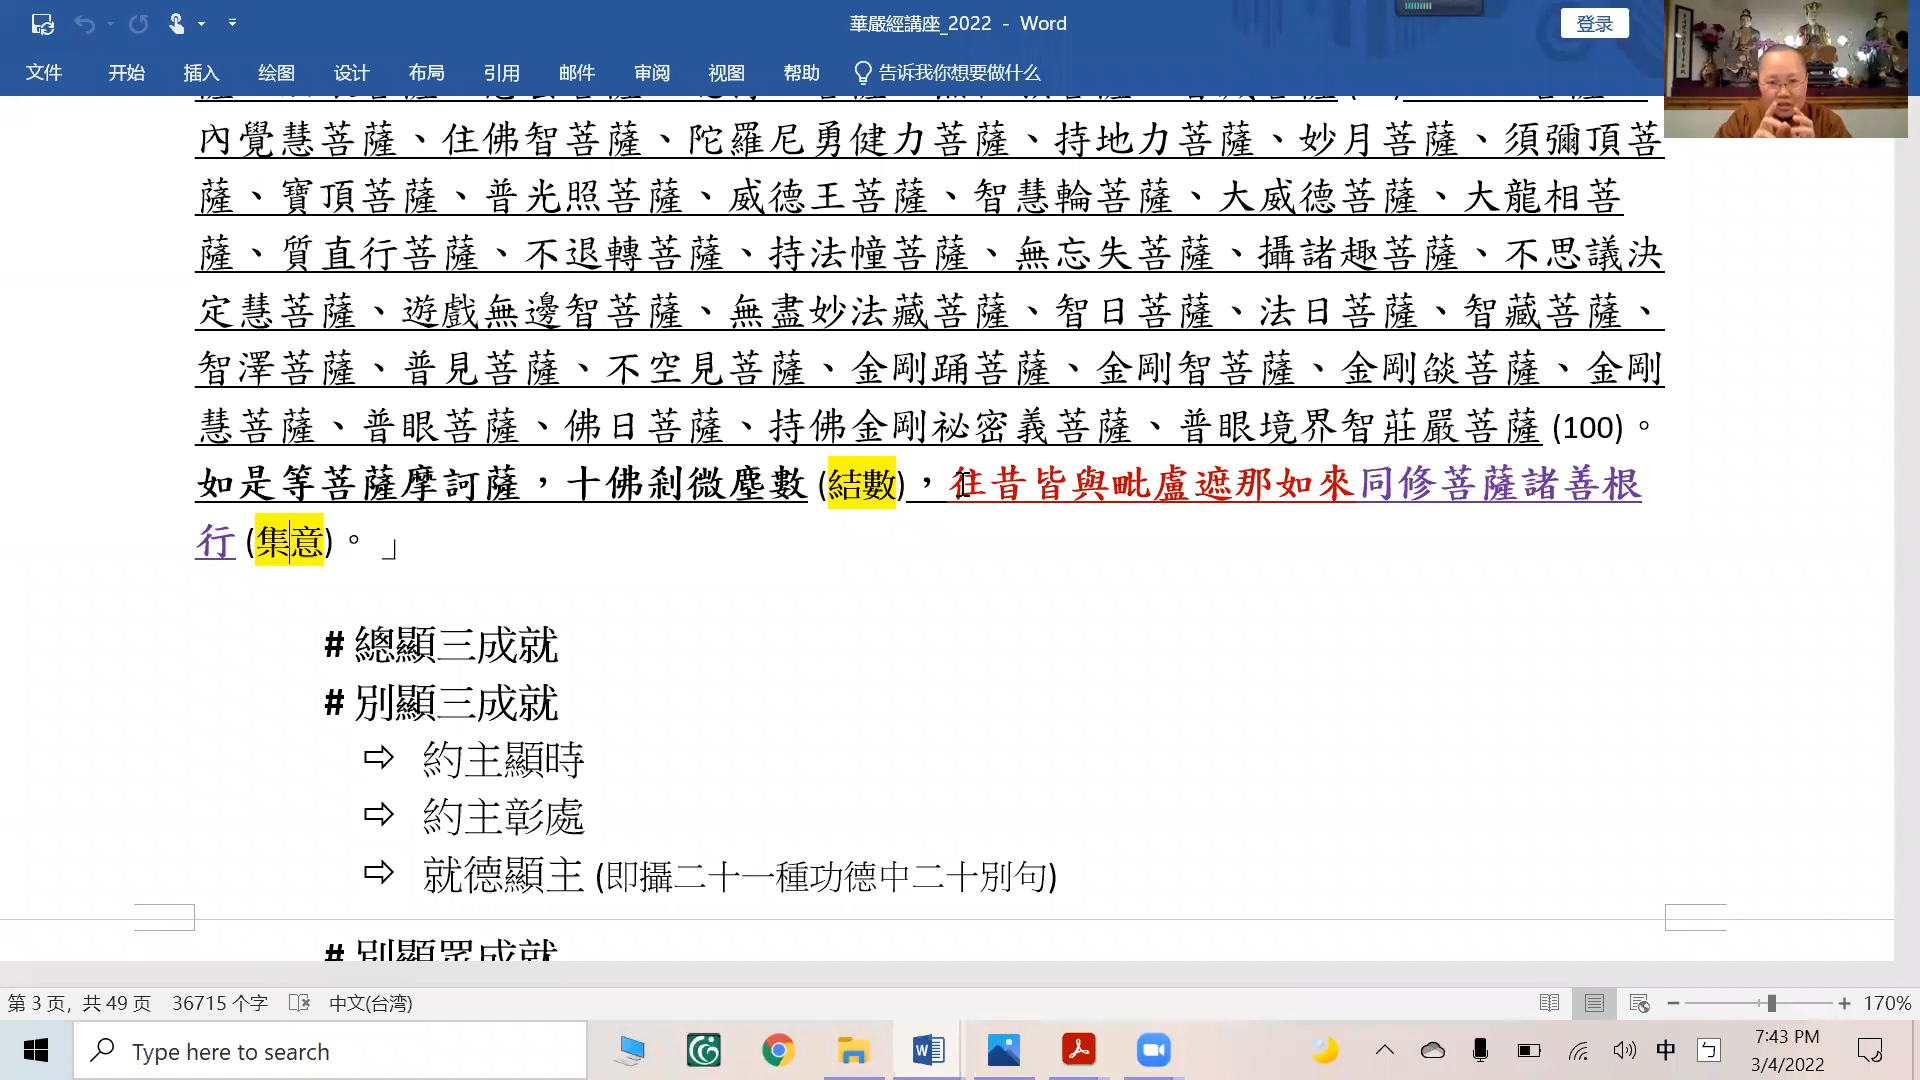 華嚴經講座_2022 - Word
登录
文件 开始 插入 绘图 设计 布局 引用 邮件 审阅 视图 帮助 告诉我你想要做什么
內覺慧菩薩、住佛智菩薩、陀羅尼勇健力菩薩、持地力菩薩、妙月菩薩、須彌頂菩
薩、寶頂菩薩、普光照菩薩、威德王菩薩、智慧輪菩薩、大威德菩薩、大龍相菩
薩、質直行菩薩、不退轉菩薩、持法幢菩薩、無忘失菩薩、攝諸趣菩薩、不思議決
定慧菩薩、遊戲無邊智菩薩、無盡妙法藏菩薩、智日菩薩、法日菩薩、智藏菩薩、
智澤菩薩、普見菩薩、不空見菩薩、金剛踊菩薩、金剛智菩薩、金剛燄菩薩、金剛
慧菩薩、普眼菩薩、佛日菩薩、持佛金剛祕密義菩薩、普眼境界智莊嚴菩薩 (100)。
如是等菩薩摩訶薩，十佛剎微塵數 (結數)，往昔皆與毗盧遮那如來同修菩薩諸善根
行 (集意)。」
# 總顯三成就
# 別顯三成就
⇨ 約主顯時
⇨ 約主彰處
⇨ 就德顯主 (即攝二十一種功德中二十別句)
# 別顯眾成就
第 3 页，共 49 页 36715 个字 中文(台湾) 170%
Type here to search
中
7:43 PM
3/4/2022